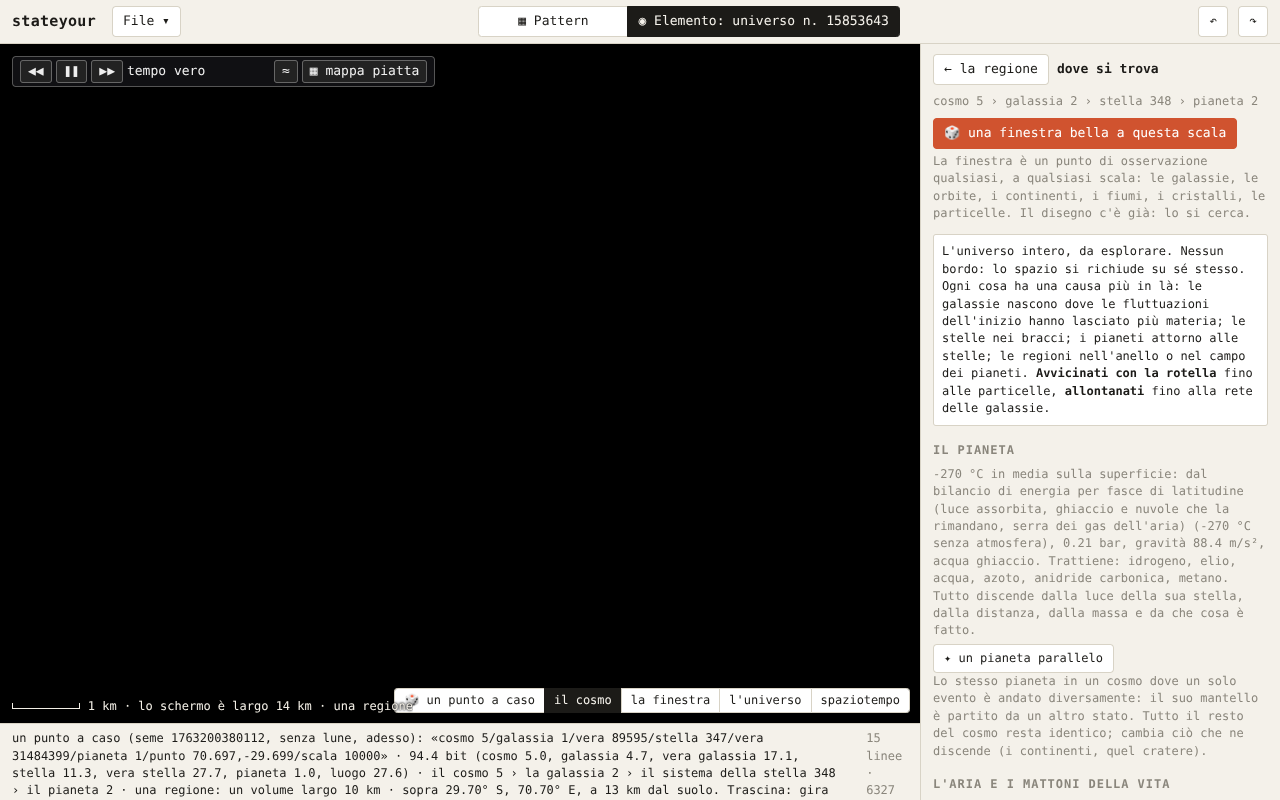 stateyour
File ▾
▦ Pattern
◉ Elemento: universo n. 15853643
↶
↷
◀◀
❚❚
▶▶
tempo vero
≈
▦ mappa piatta
1 km · lo schermo è largo 14 km · una regione
🎲 un punto a caso
il cosmo
la finestra
l'universo
spaziotempo
un punto a caso (seme 1763200380112, senza lune, adesso): «cosmo 5/galassia 1/vera 89595/stella 347/vera
31484399/pianeta 1/punto 70.697,-29.699/scala 10000» · 94.4 bit (cosmo 5.0, galassia 4.7, vera galassia 17.1,
stella 11.3, vera stella 27.7, pianeta 1.0, luogo 27.6) · il cosmo 5 › la galassia 2 › il sistema della stella 348
› il pianeta 2 · una regione: un volume largo 10 km · sopra 29.70° S, 70.70° E, a 13 km dal suolo. Trascina: gira
15
linee
·
6327
← la regione
dove si trova
cosmo 5 › galassia 2 › stella 348 › pianeta 2
🎲 una finestra bella a questa scala
La finestra è un punto di osservazione
qualsiasi, a qualsiasi scala: le galassie, le
orbite, i continenti, i fiumi, i cristalli, le
particelle. Il disegno c'è già: lo si cerca.
L'universo intero, da esplorare. Nessun
bordo: lo spazio si richiude su sé stesso.
Ogni cosa ha una causa più in là: le
galassie nascono dove le fluttuazioni
dell'inizio hanno lasciato più materia; le
stelle nei bracci; i pianeti attorno alle
stelle; le regioni nell'anello o nel campo
dei pianeti. Avvicinati con la rotella fino
alle particelle, allontanati fino alla rete
delle galassie.
IL PIANETA
-270 °C in media sulla superficie: dal
bilancio di energia per fasce di latitudine
(luce assorbita, ghiaccio e nuvole che la
rimandano, serra dei gas dell'aria) (-270 °C
senza atmosfera), 0.21 bar, gravità 88.4 m/s²,
acqua ghiaccio. Trattiene: idrogeno, elio,
acqua, azoto, anidride carbonica, metano.
Tutto discende dalla luce della sua stella,
dalla distanza, dalla massa e da che cosa è
fatto.
✦ un pianeta parallelo
Lo stesso pianeta in un cosmo dove un solo
evento è andato diversamente: il suo mantello
è partito da un altro stato. Tutto il resto
del cosmo resta identico; cambia ciò che ne
discende (i continenti, quel cratere).
L'ARIA E I MATTONI DELLA VITA